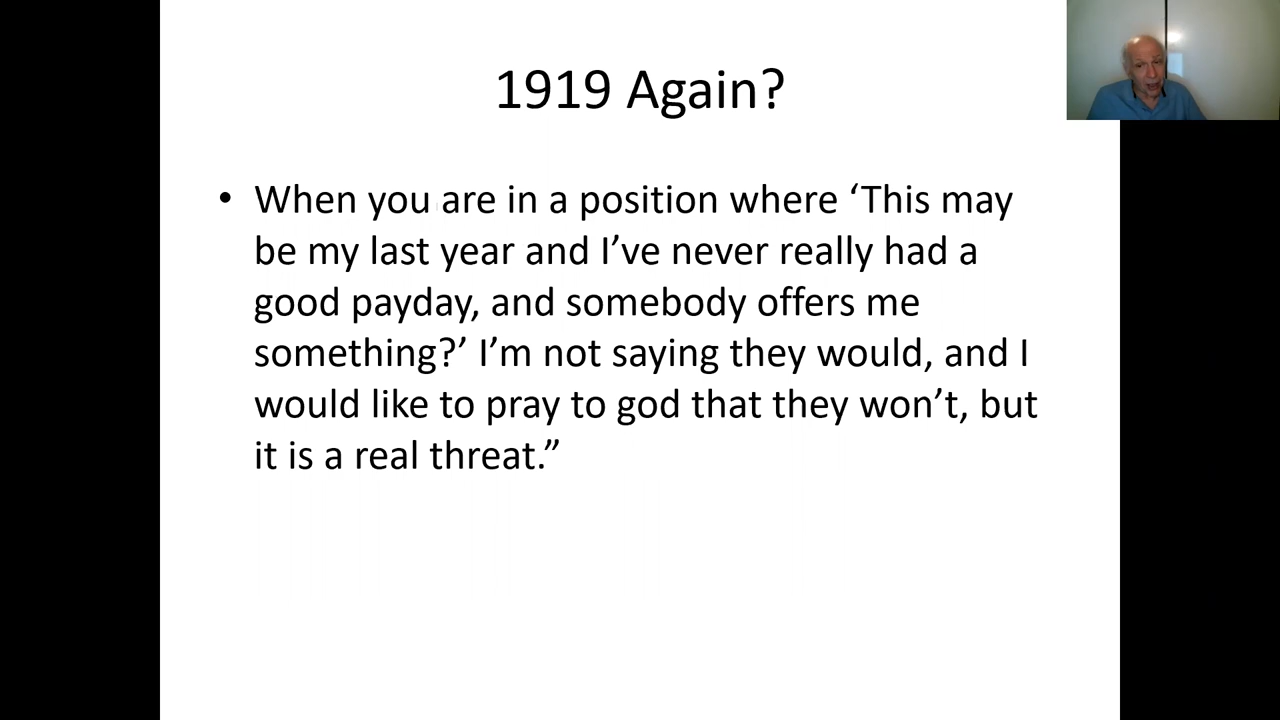 1919 Again?
• When you are in a position where ‘This may
be my last year and I’ve never really had a
good payday, and somebody offers me
something?’ I’m not saying they would, and I
would like to pray to god that they won’t, but
it is a real threat.”